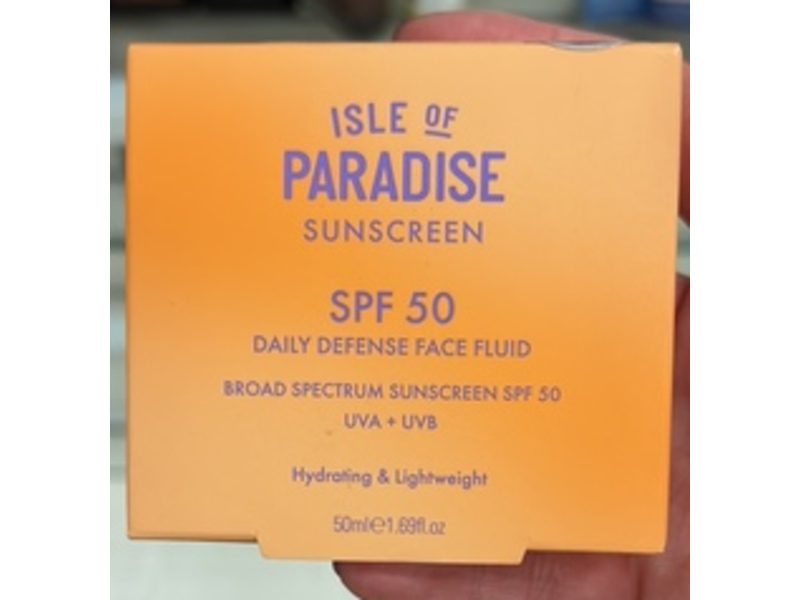 ISLE OF
PARADISE
SUNSCREEN
SPF 50
DAILY DEFENSE FACE FLUID
BROAD SPECTRUM SUNSCREEN SPF 50
UVA + UVB
Hydrating & Lightweight
50ml℮1.69fl.oz